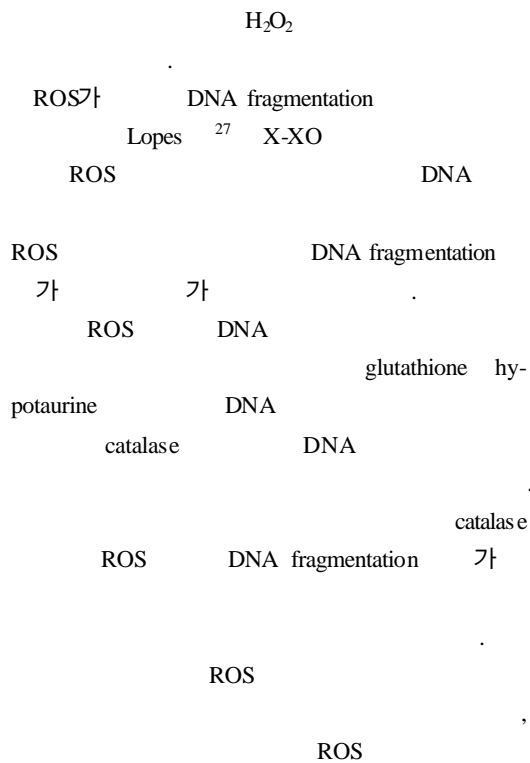 H₂O₂
.
ROS가 DNA fragmentation
Lopes ²⁷ X-XO
ROS DNA
ROS DNA fragmentation
가 가 .
ROS DNA
glutathione hy-
potaurine DNA
catalase DNA
.
catalase
ROS DNA fragmentation 가
.
ROS
,
ROS